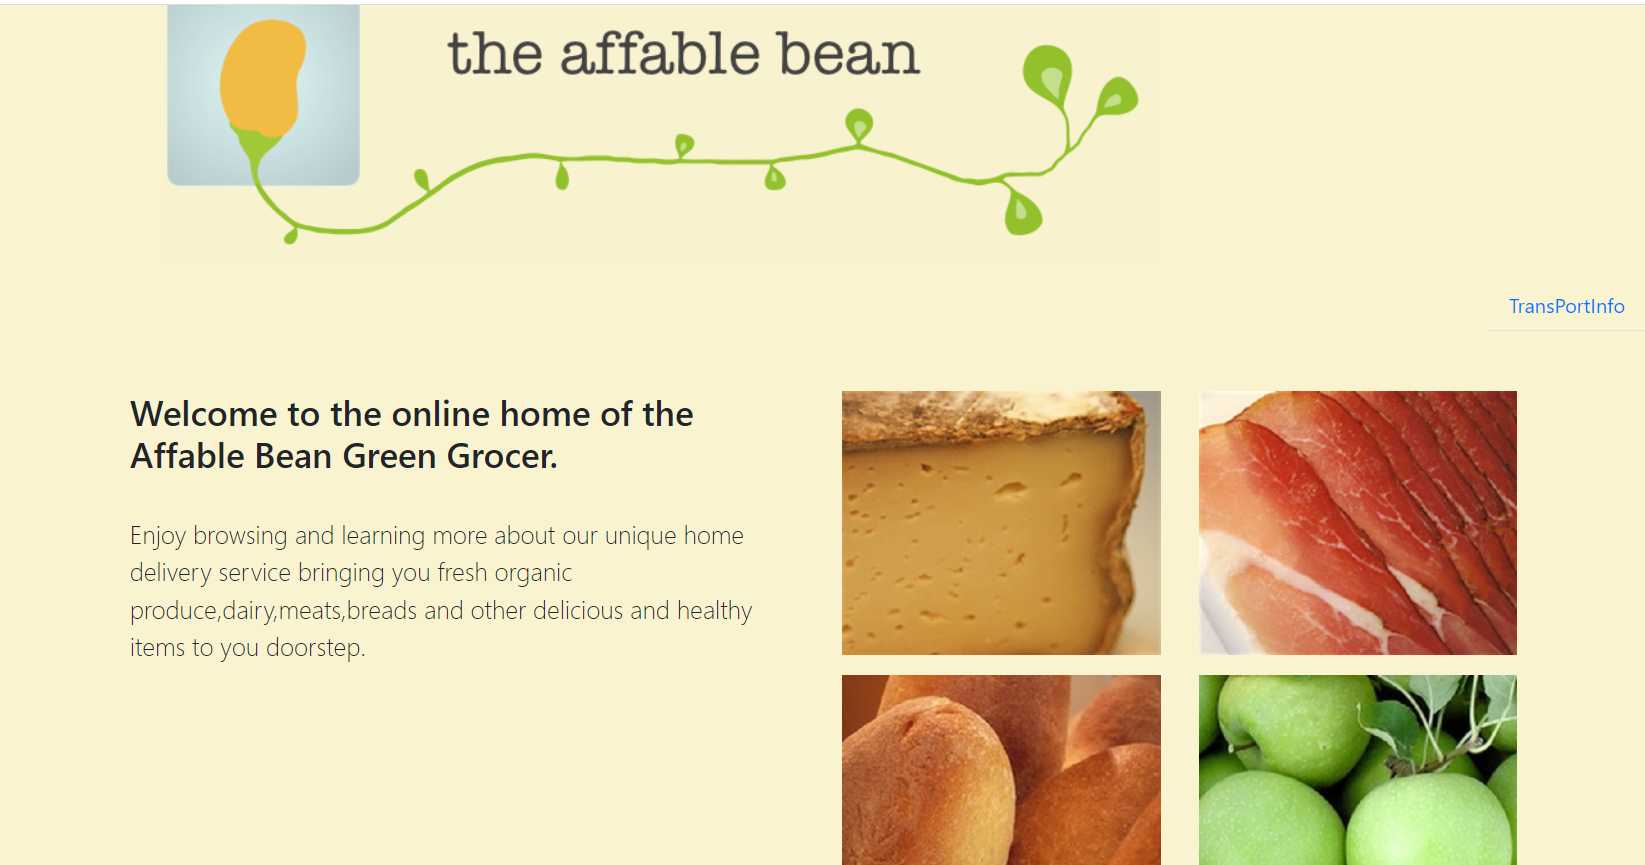 the affable bean
TransPortInfo
Welcome to the online home of the
Affable Bean Green Grocer.
Enjoy browsing and learning more about our unique home
delivery service bringing you fresh organic
produce,dairy,meats,breads and other delicious and healthy
items to you doorstep.